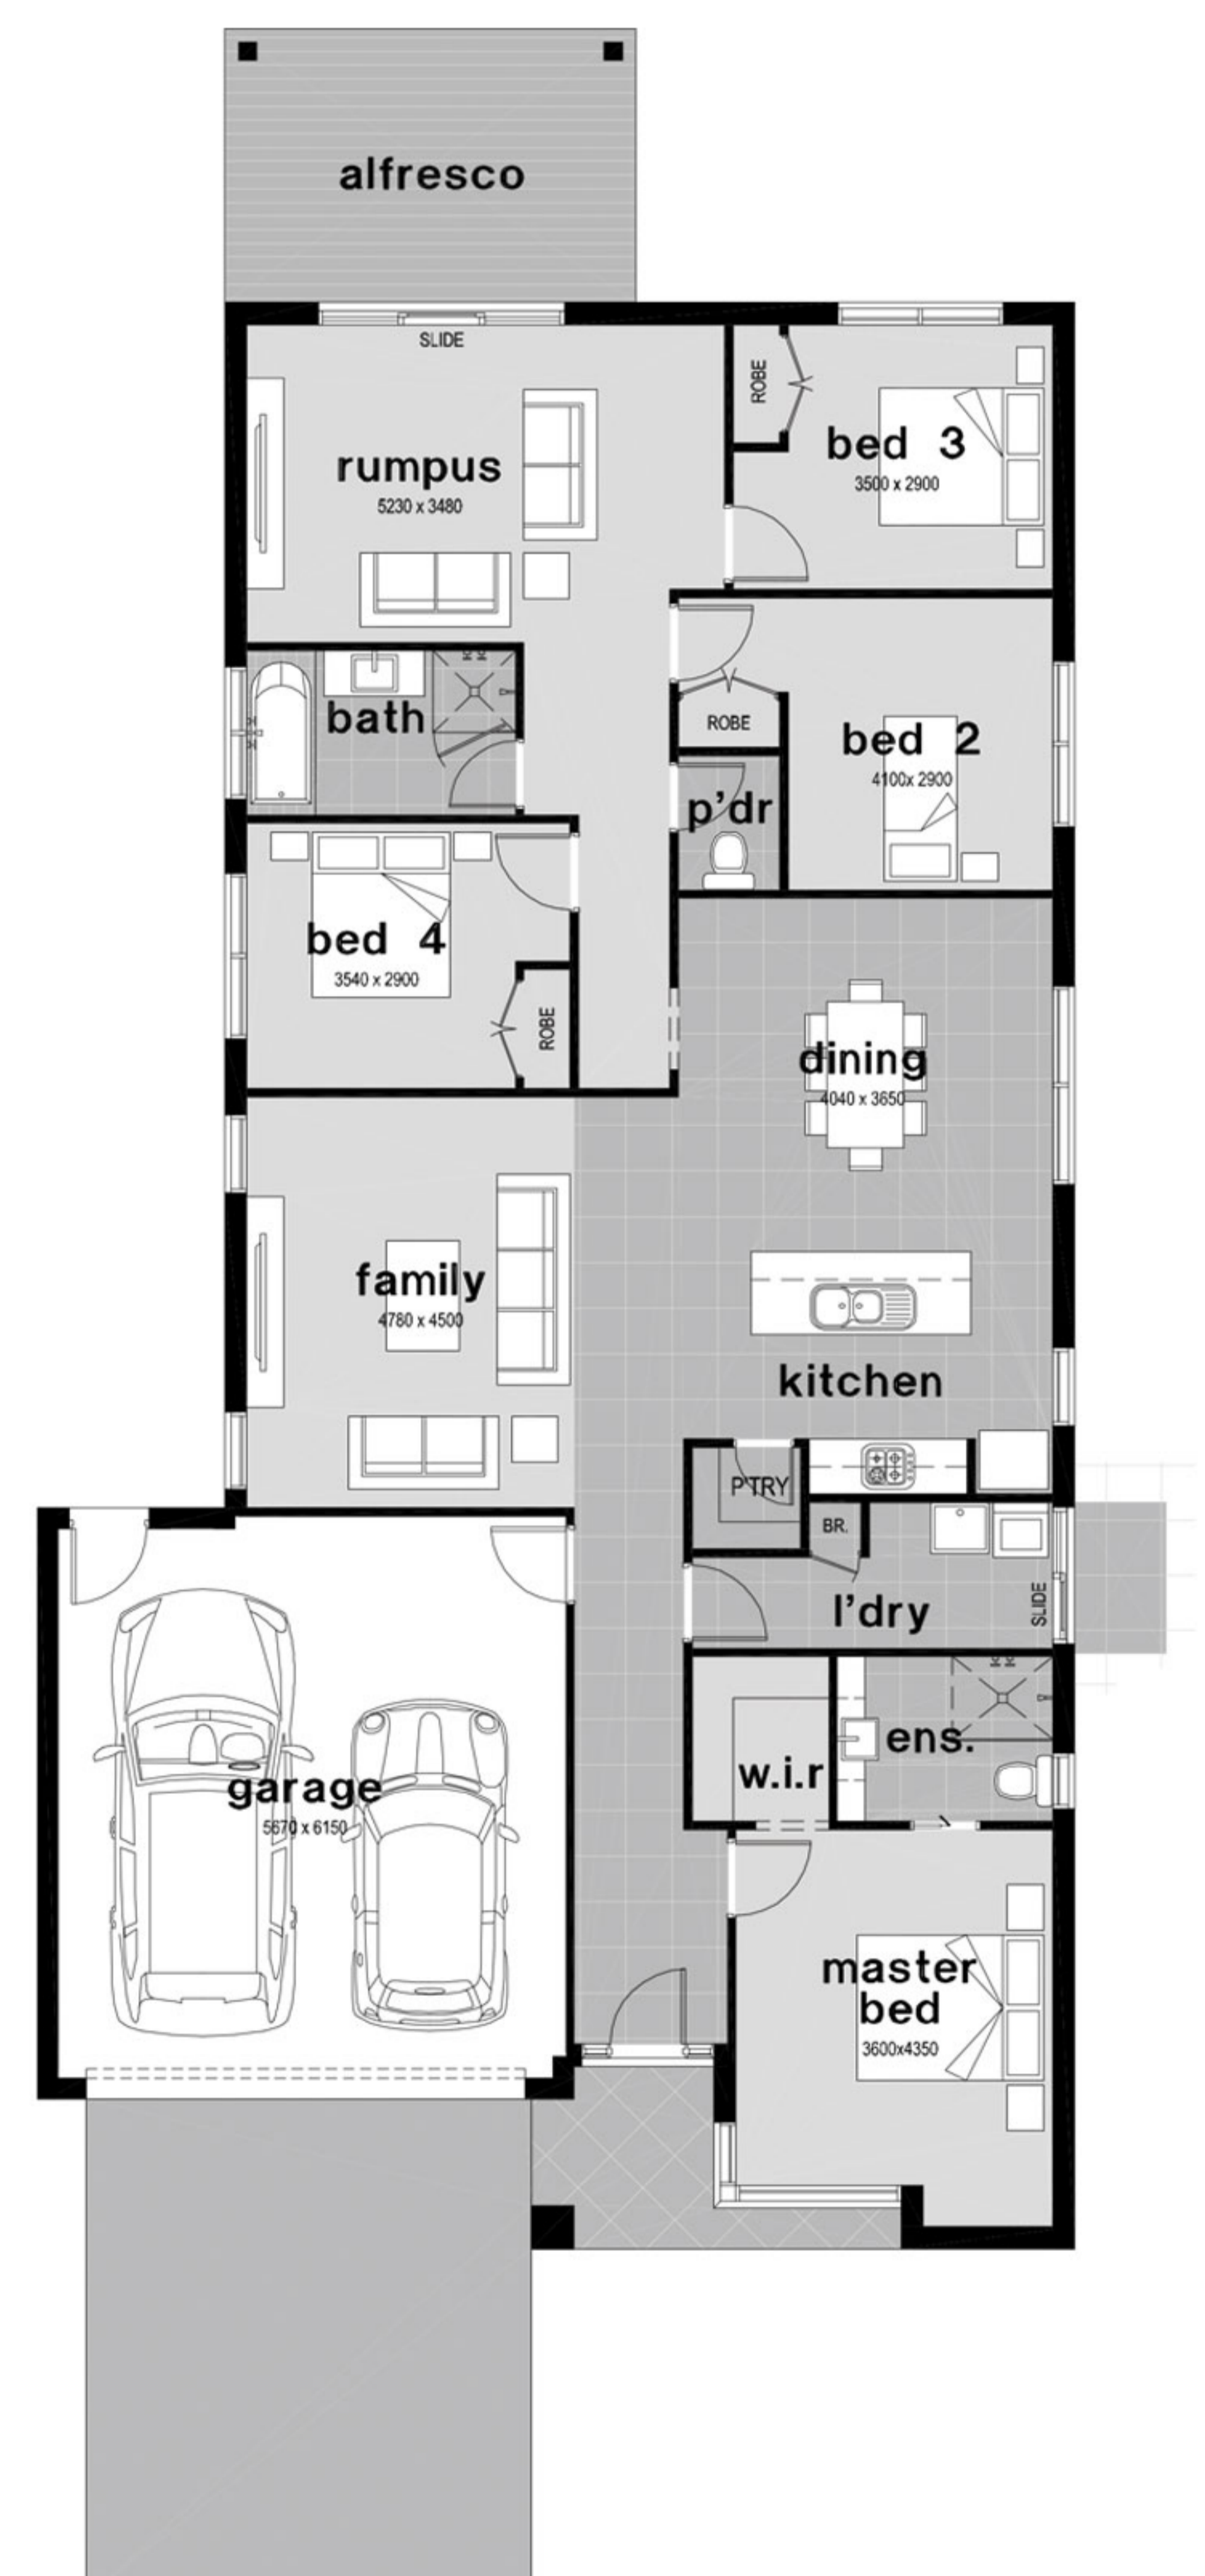 alfresco
SLIDE
ROBE
bed 3
3500 x 2900
rumpus
5230 x 3480
bath
ROBE
bed 2
4100x 2900
p'dr
bed 4
3540 x 2900
ROBE
dining
4040 x 3650
family
4780 x 4500
kitchen
P'TRY
BR.
l'dry
SLIDE
ens.
w.i.r
garage
5670 x 6150
master
bed
3600x4350